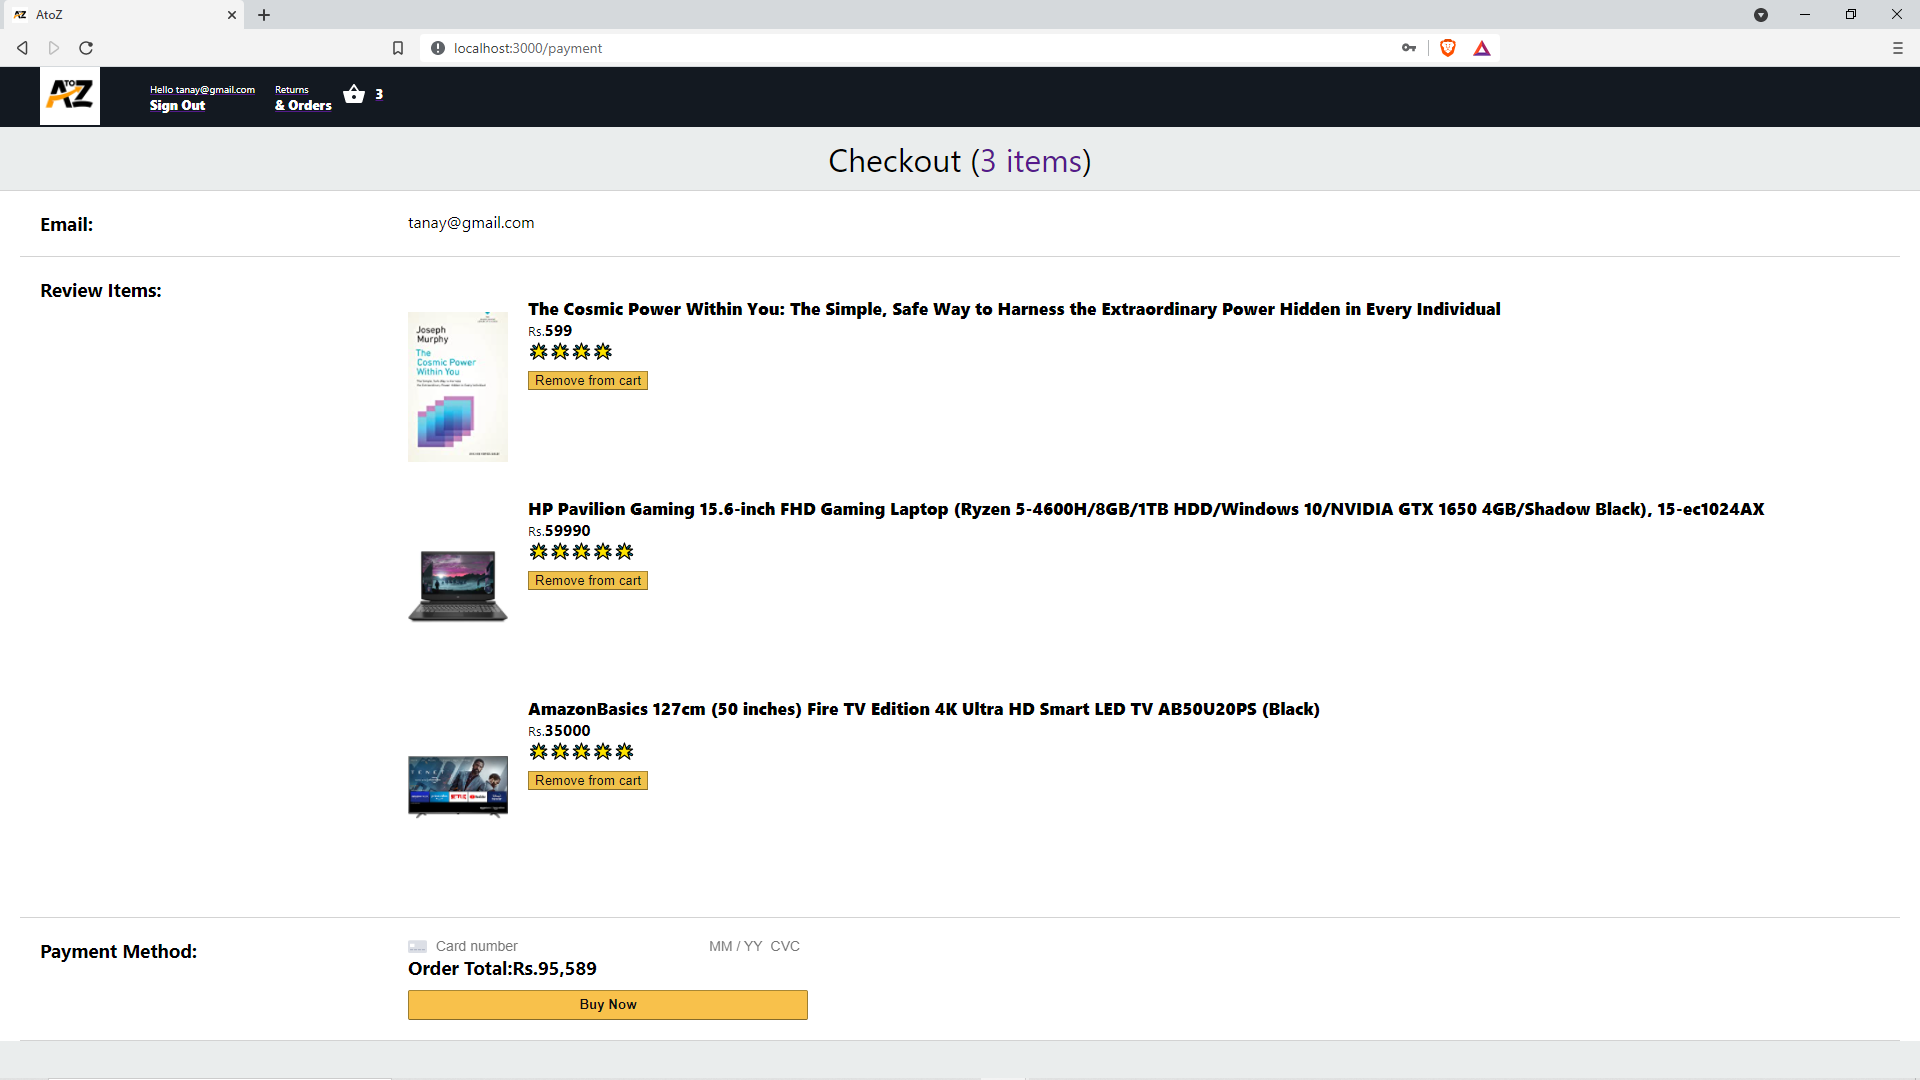 AZ AtoZ
localhost:3000/payment
A TO Z
Hello tanay@gmail.com
Sign Out
Returns
& Orders
3
Checkout (3 items)
Email:
tanay@gmail.com
Review Items:
Joseph
Murphy
The
Cosmic Power
Within You
The Cosmic Power Within You: The Simple, Safe Way to Harness the Extraordinary Power Hidden in Every Individual
Rs.599
Remove from cart
HP Pavilion Gaming 15.6-inch FHD Gaming Laptop (Ryzen 5-4600H/8GB/1TB HDD/Windows 10/NVIDIA GTX 1650 4GB/Shadow Black), 15-ec1024AX
Rs.59990
Remove from cart
AmazonBasics 127cm (50 inches) Fire TV Edition 4K Ultra HD Smart LED TV AB50U20PS (Black)
Rs.35000
Remove from cart
TENET
NETFLIX
Payment Method:
Card number
MM / YY CVC
Order Total:Rs.95,589
Buy Now